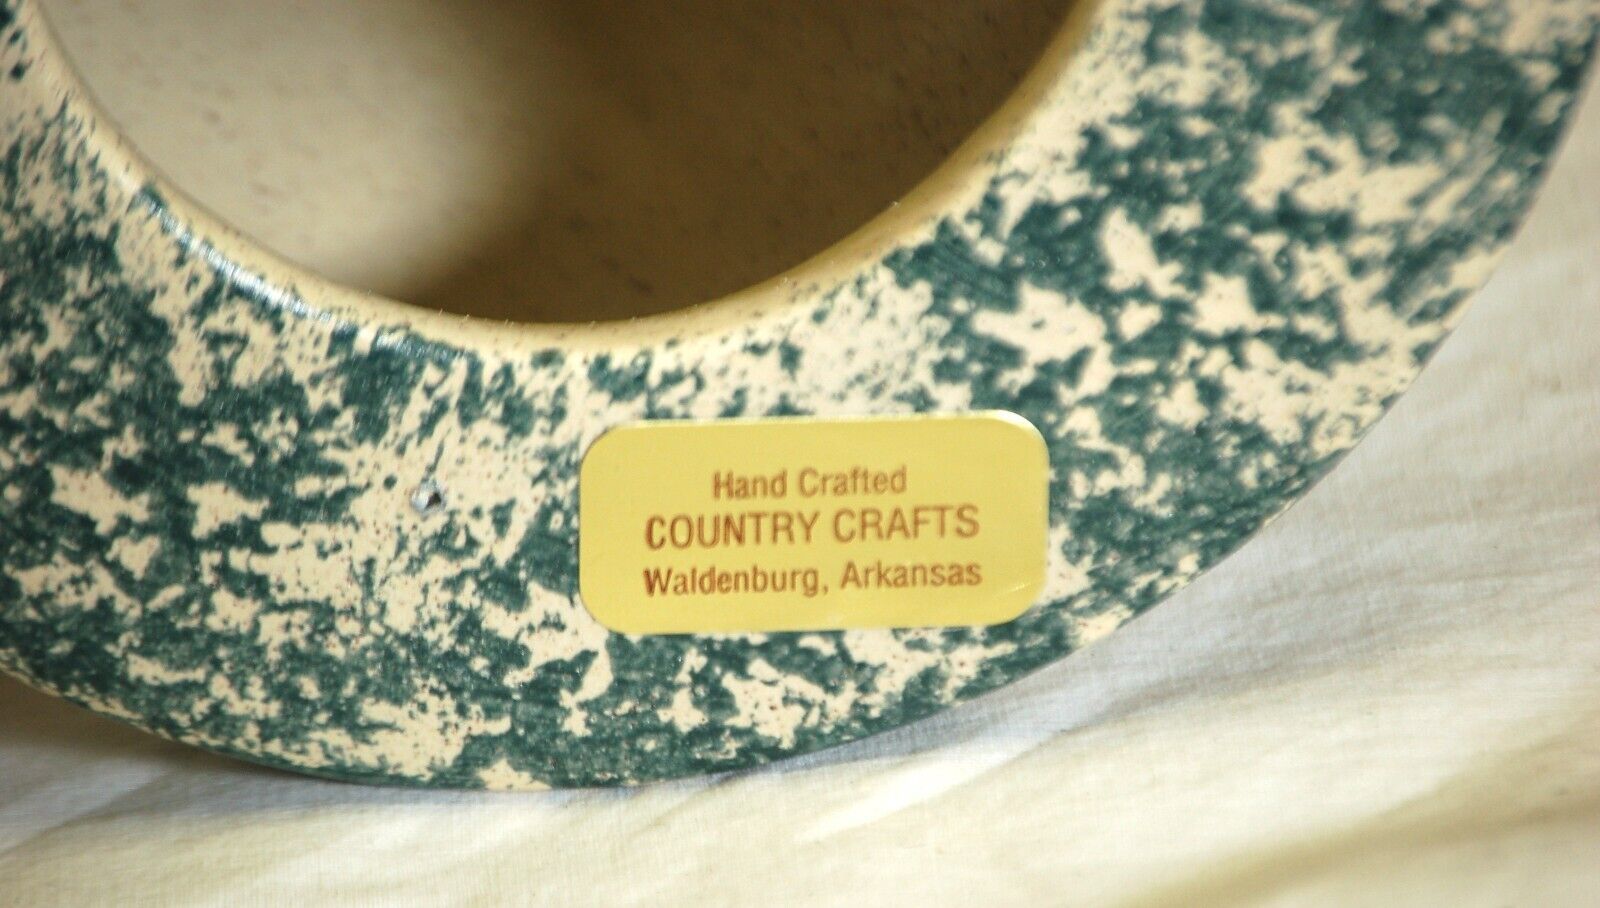 Hand Crafted
COUNTRY CRAFTS
Waldenburg, Arkansas